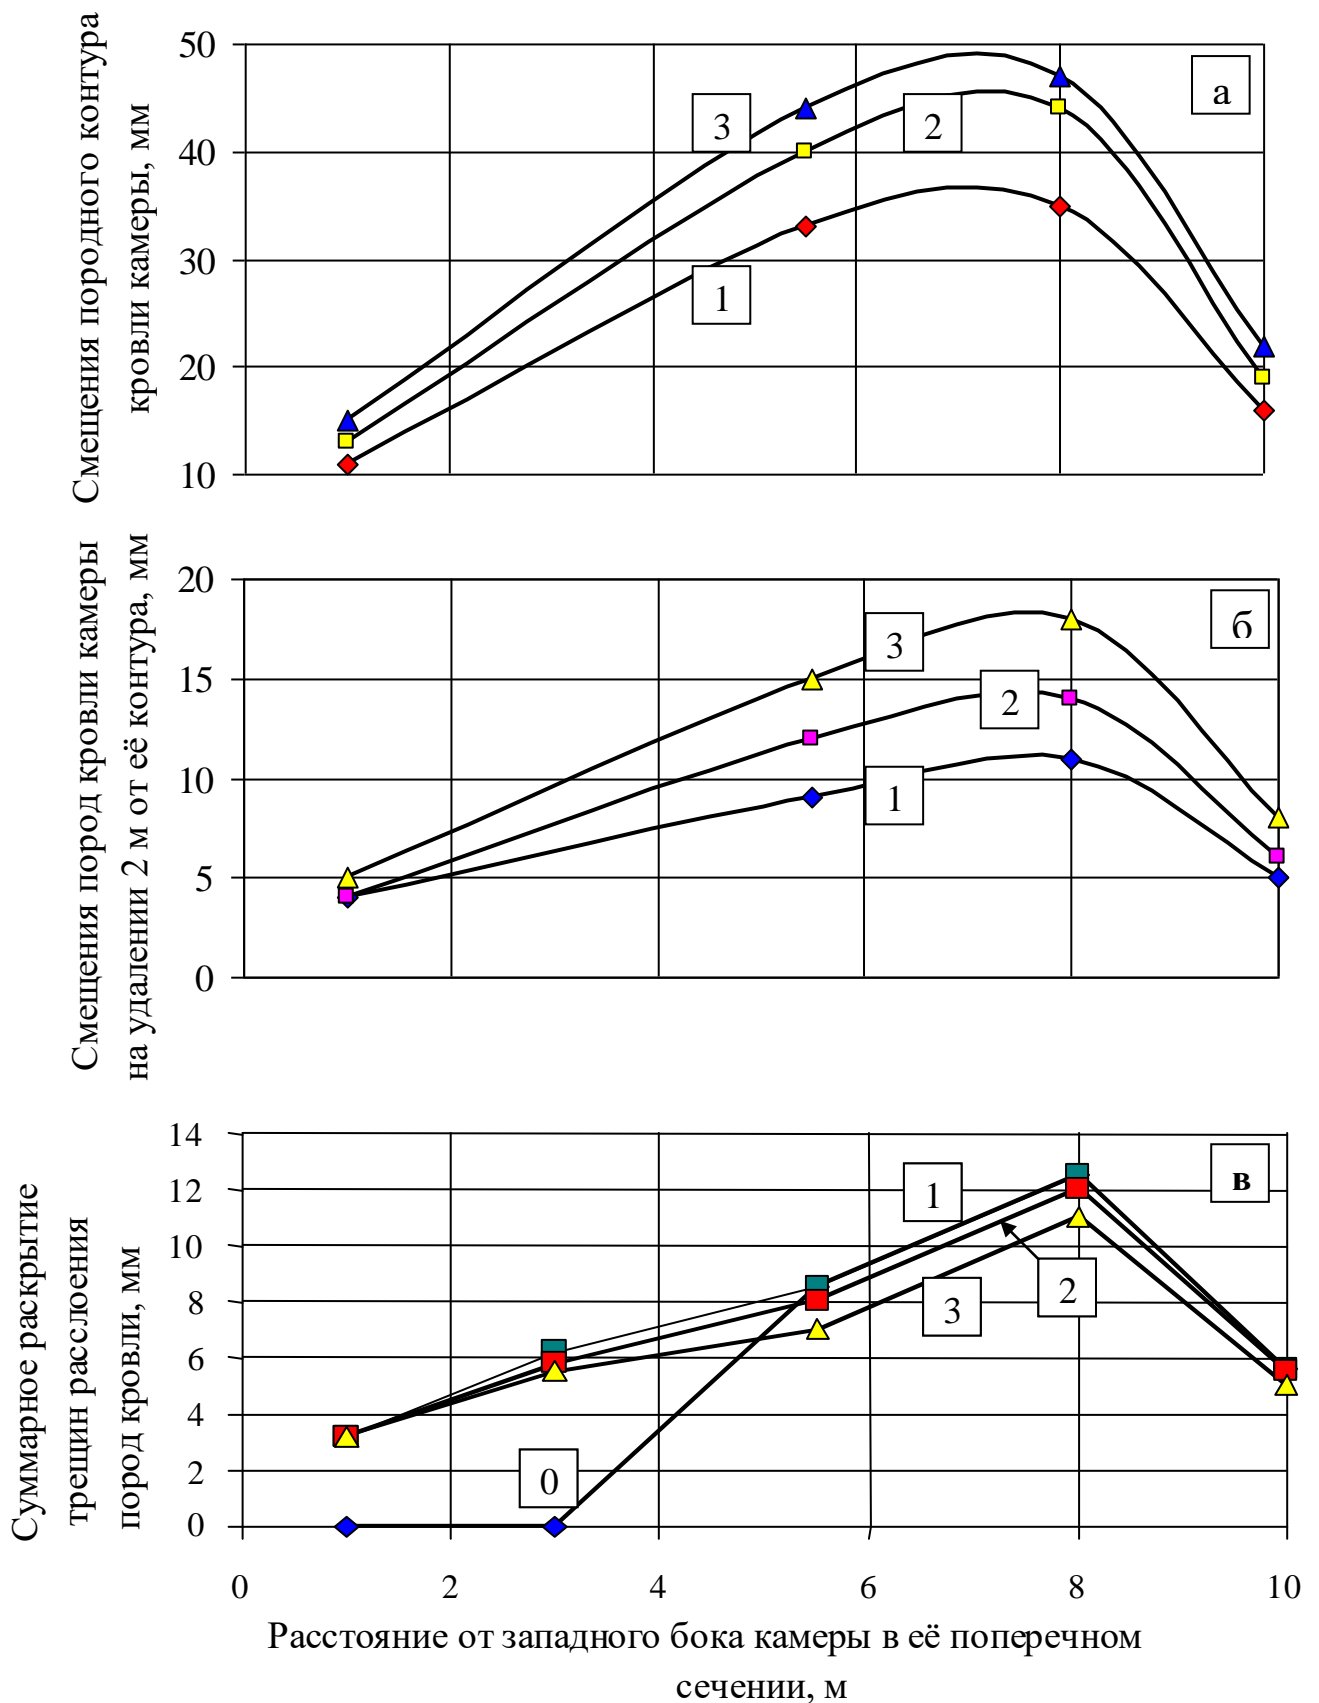 Смещения породного контура
кровли камеры, мм
50
40
30
20
10
3
2
1
а
Смещения пород кровли камеры
на удалении 2 м от её контура, мм
20
15
10
5
0
3
2
1
б
Суммарное раскрытие
трещин расслоения
пород кровли, мм
14
12
10
8
6
4
2
0
1
2
3
0
в
0 2 4 6 8 10
Расстояние от западного бока камеры в её поперечном
сечении, м